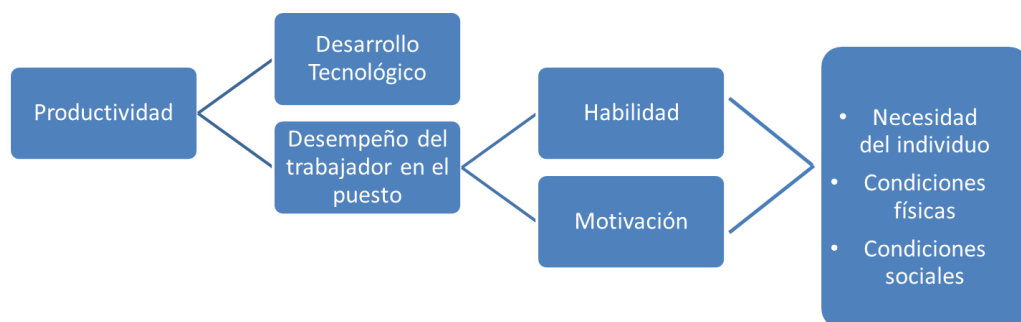 Productividad
Desarrollo
Tecnológico
Desempeño del
trabajador en el
puesto
Habilidad
Motivación
• Necesidad
del individuo
• Condiciones
físicas
• Condiciones
sociales